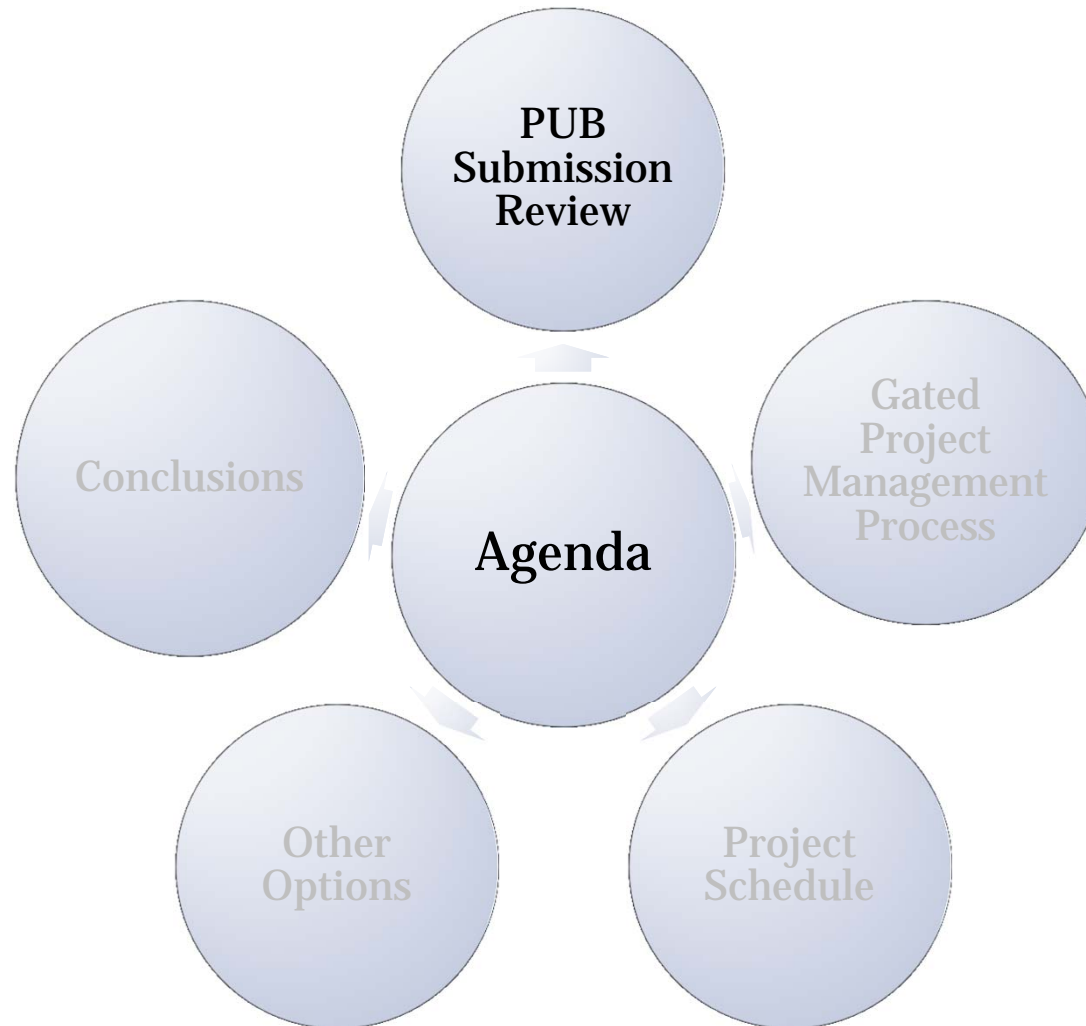 PUB
Submission
Review
Gated
Project
Management
Process
Conclusions
Agenda
Other
Options
Project
Schedule